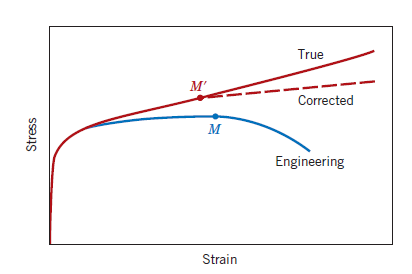 True
M′
Corrected
Stress
M
Engineering
Strain